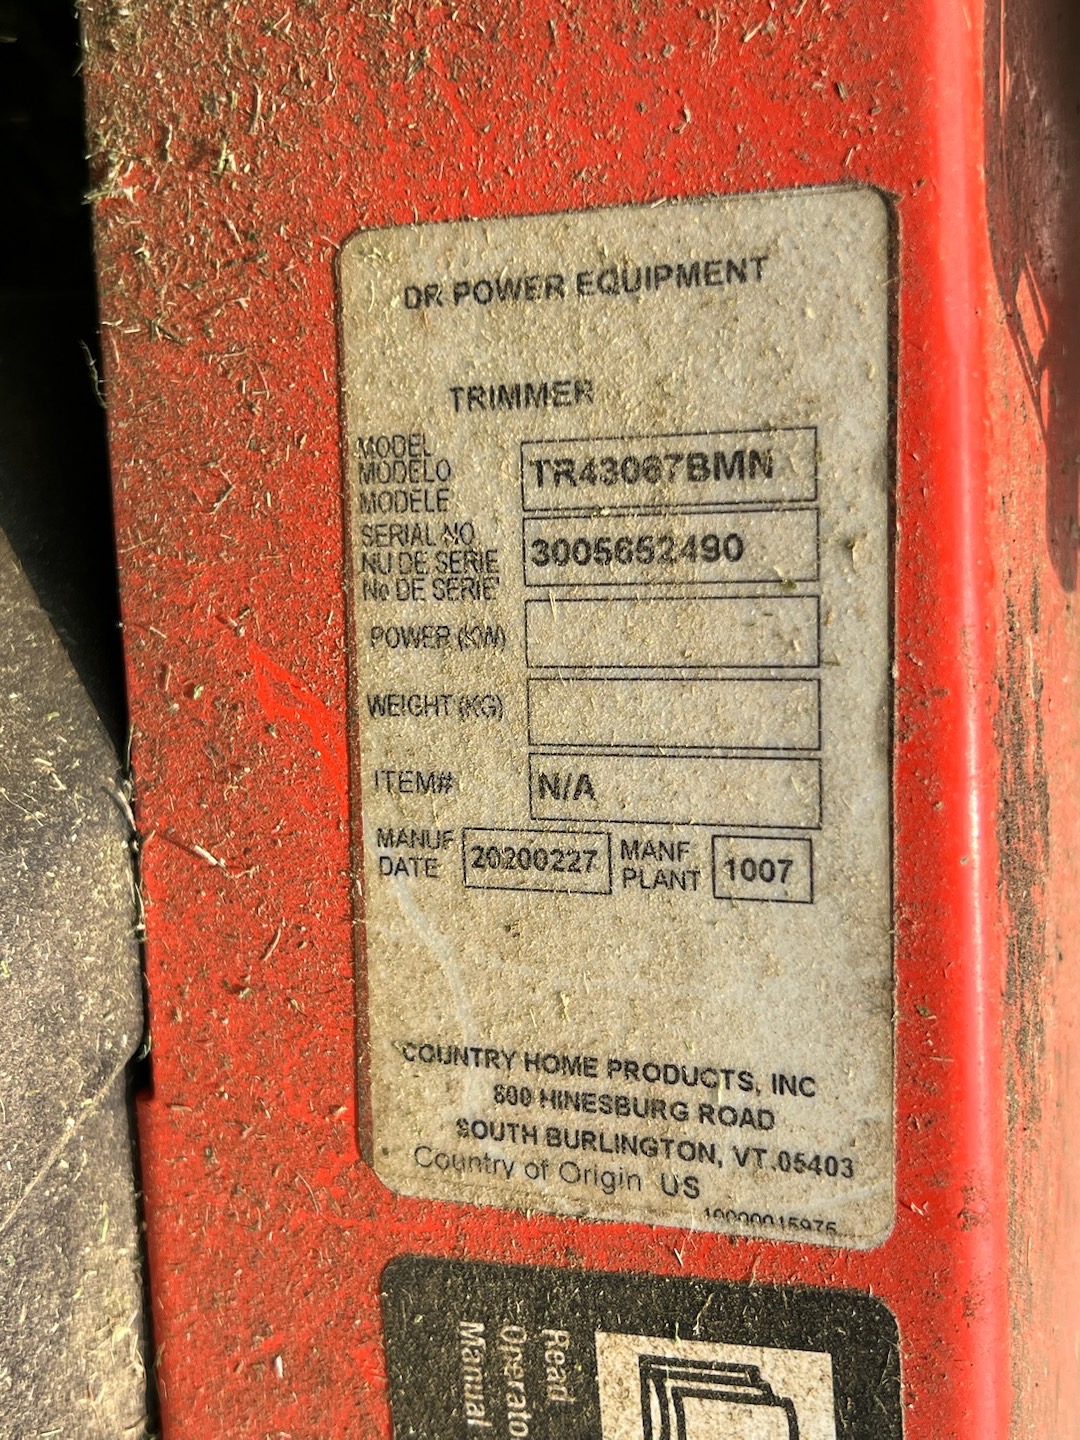 DR POWER EQUIPMENT
TRIMMER
MODEL
MODELO
MODELE
TR43067BMN
SERIAL NO
NU DE SERIE
No DE SERIE
3005652490
POWER (KW)
WEIGHT (KG)
ITEM#
N/A
MANUF
DATE
20200227
MANF
PLANT
1007
COUNTRY HOME PRODUCTS, INC
600 HINESBURG ROAD
SOUTH BURLINGTON, VT.05403
Country of Origin US
10000015975
Read
Operato
Manual